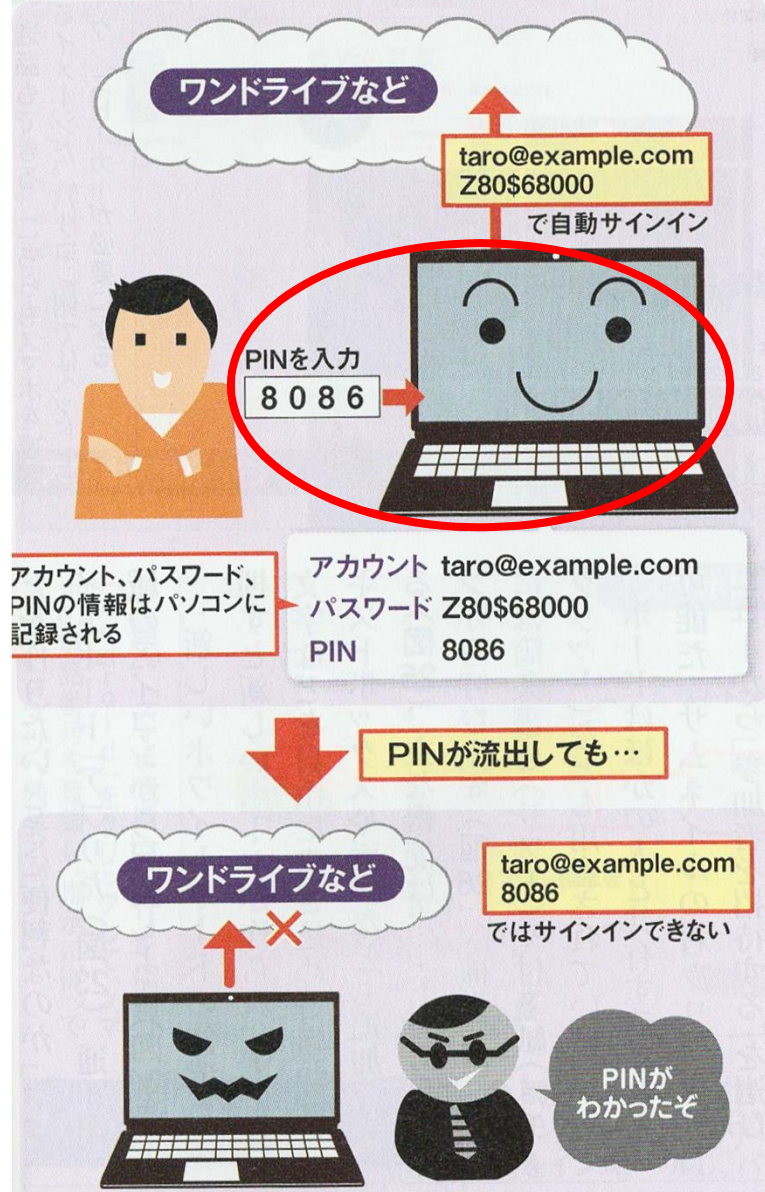 ワンドライブなど
taro@example.com
Z80$68000
で自動サインイン
PINを入力
8086
アカウント、パスワード、
PINの情報はパソコンに
記録される
アカウント taro@example.com
パスワード Z80$68000
PIN 8086
PINが流出しても…
ワンドライブなど
taro@example.com
8086
ではサインインできない
PINが
わかったぞ